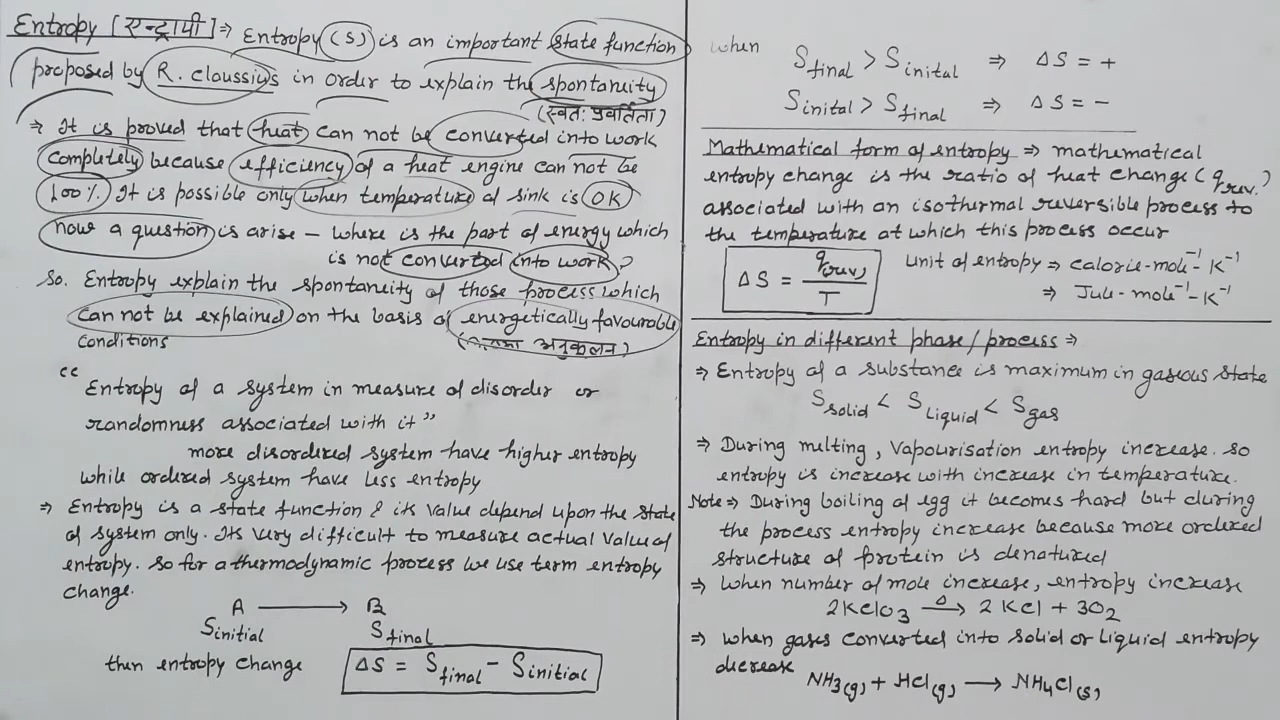 Entropy [एन्ट्रापी] ⇒ Entropy (S) is an important state function
proposed by R. claussiys in order to explain the spontaneity
(स्वतः प्रवर्तिता)
⇒ It is proved that heat can not be converted into work
completely because efficiency of a heat engine can not be
100%. It is possible only when temperature of sink is 0K
now a question is arise - where is the part of energy which
is not converted into work?
So. Entropy explain the spontaneity of those process which
can not be explained on the basis of energetically favourable
conditions
अनुकूलन)
“ Entropy of a system in measure of disorder or
randomness associated with it ”
more disordered system have higher entropy
while ordered system have less entropy
⇒ Entropy is a state function & its value depend upon the state
of system only. Its very difficult to measure actual value of
entropy. so for a thermodynamic process we use term entropy
change.
A ⟶ B
Sinitial Sfinal
then entropy change ΔS = Sfinal - Sinitial
when Sfinal > Sinital ⇒ ΔS = +
Sinital > Sfinal ⇒ ΔS = -
Mathematical form of entropy ⇒ mathematical
entropy change is the ratio of heat change (qrev.)
associated with an isothermal reversible process to
the temperature at which this process occur
ΔS = qrev/T unit of entropy ⇒ calorie-mole⁻¹-K⁻¹
⇒ Jule-mole⁻¹-K⁻¹
Entropy in different phase/process ⇒
⇒ Entropy of a substance is maximum in gaseous state
Ssolid < SLiquid < Sgas
⇒ During melting, Vapourisation entropy increase. so
entropy is increase with increase in temperature.
Note ⇒ During boiling of egg it becomes hard but during
the process entropy increase because more ordered
structure of protein is denatured
⇒ when number of mole increase, entropy increase
2KClO₃ —Δ→ 2KCl + 3O₂
⇒ when gases converted into solid or liquid entropy
dicrease
NH₃(g) + HCl(g) ⟶ NH₄Cl(s)